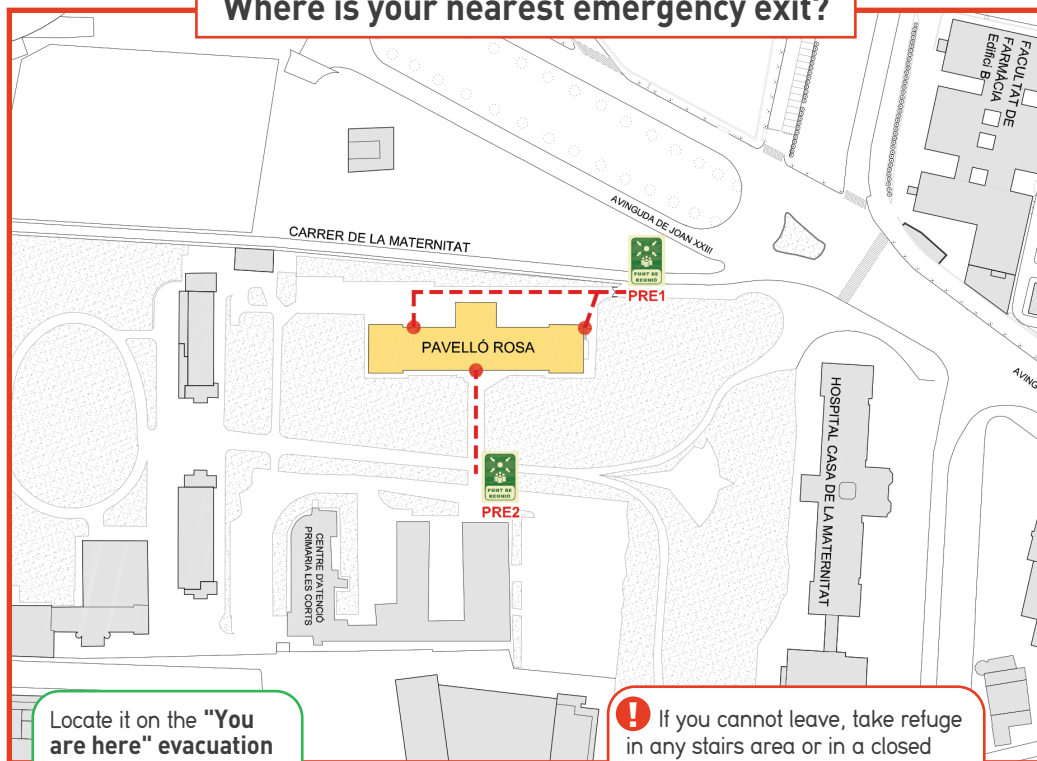 Where is your nearest emergency exit?
FACULTAT DE
FARMÀCIA
Edifici B
AVINGUDA DE JOAN XXIII
CARRER DE LA MATERNITAT
PUNT DE
REUNIÓ
PRE1
PAVELLÓ ROSA
AVING
HOSPITAL CASA DE LA MATERNITAT
PUNT DE
REUNIÓ
PRE2
CENTRE D'ATENCIÓ
PRIMARIA LES CORTS
Locate it on the "You
are here" evacuation
! If you cannot leave, take refuge
in any stairs area or in a closed